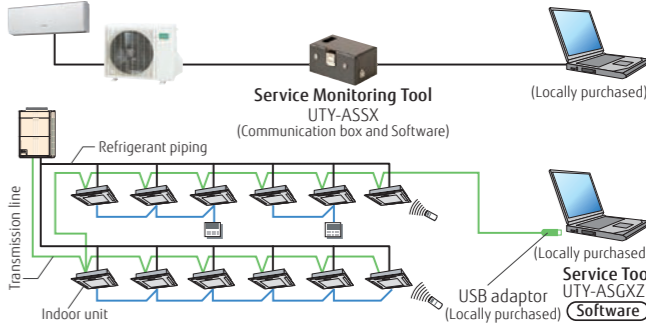 (Locally purchased)
Service Monitoring Tool
UTY-ASSX
(Communication box and Software)
Refrigerant piping
Transmission line
Indoor unit
(Locally purchased
USB adaptor
(Locally purchased)
Service Too
UTY-ASGXZ
Software